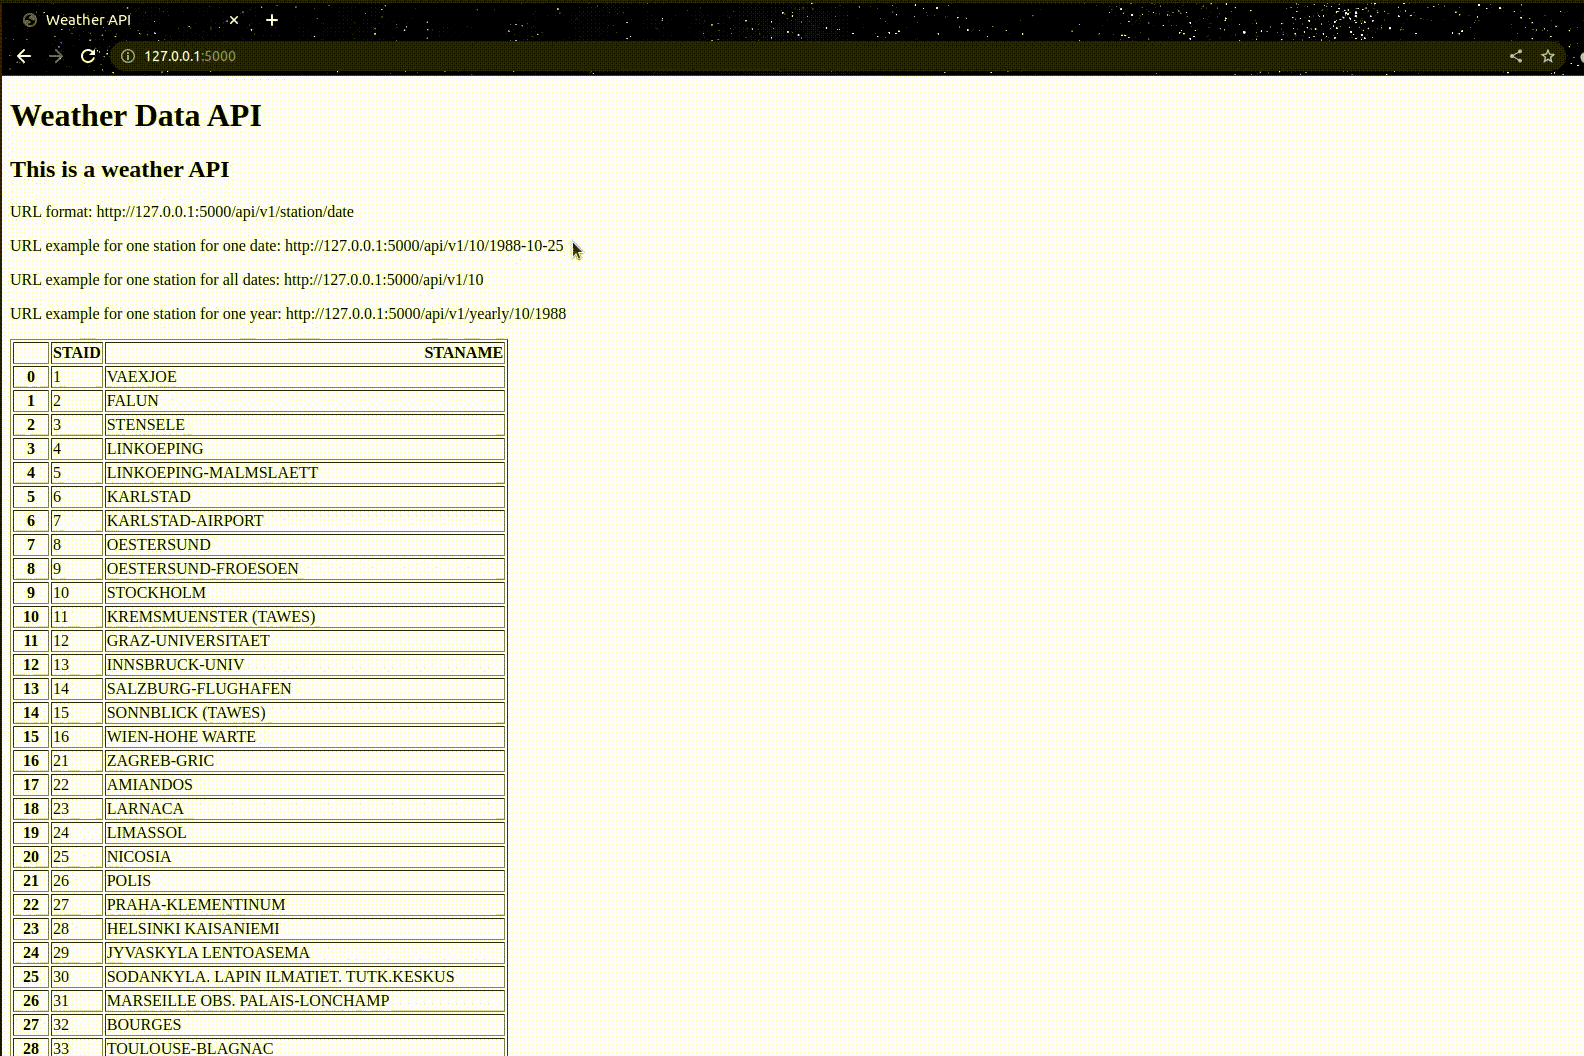 Weather API
127.0.0.1:5000
Weather Data API
This is a weather API
URL format: http://127.0.0.1:5000/api/v1/station/date
URL example for one station for one date: http://127.0.0.1:5000/api/v1/10/1988-10-25
URL example for one station for all dates: http://127.0.0.1:5000/api/v1/10
URL example for one station for one year: http://127.0.0.1:5000/api/v1/yearly/10/1988
STAID STANAME
0 1 VAEXJOE
1 2 FALUN
2 3 STENSELE
3 4 LINKOEPING
4 5 LINKOEPING-MALMSLAETT
5 6 KARLSTAD
6 7 KARLSTAD-AIRPORT
7 8 OESTERSUND
8 9 OESTERSUND-FROESOEN
9 10 STOCKHOLM
10 11 KREMSMUENSTER (TAWES)
11 12 GRAZ-UNIVERSITAET
12 13 INNSBRUCK-UNIV
13 14 SALZBURG-FLUGHAFEN
14 15 SONNBLICK (TAWES)
15 16 WIEN-HOHE WARTE
16 21 ZAGREB-GRIC
17 22 AMIANDOS
18 23 LARNACA
19 24 LIMASSOL
20 25 NICOSIA
21 26 POLIS
22 27 PRAHA-KLEMENTINUM
23 28 HELSINKI KAISANIEMI
24 29 JYVASKYLA LENTOASEMA
25 30 SODANKYLA. LAPIN ILMATIET. TUTK.KESKUS
26 31 MARSEILLE OBS. PALAIS-LONCHAMP
27 32 BOURGES
28 33 TOULOUSE-BLAGNAC